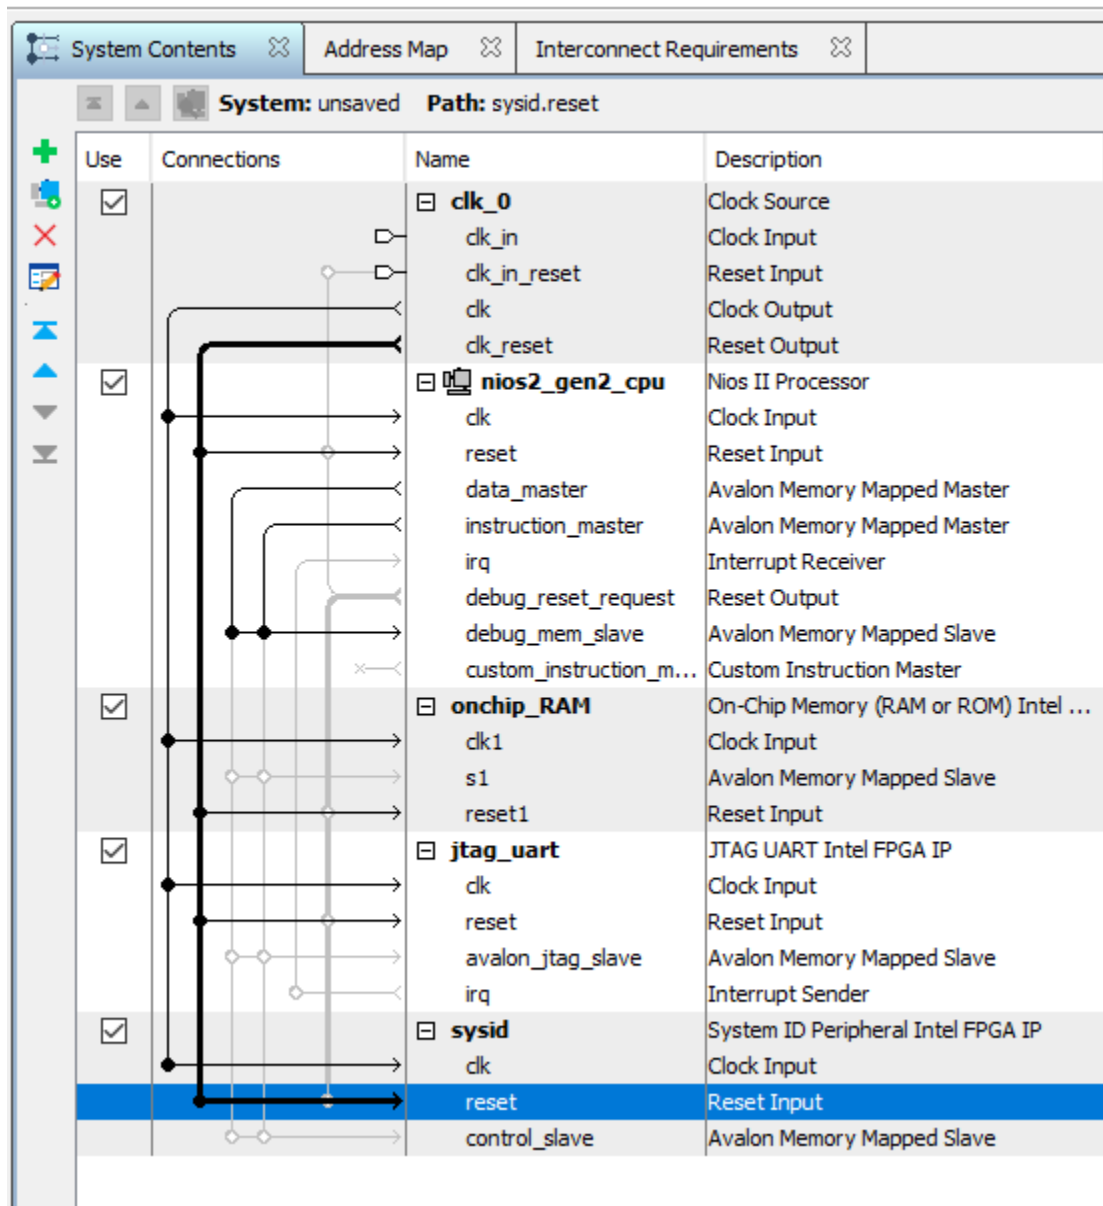 System Contents Address Map Interconnect Requirements
System: unsaved Path: sysid.reset
Use Connections Name Description
clk_0 Clock Source
clk_in Clock Input
clk_in_reset Reset Input
clk Clock Output
clk_reset Reset Output
nios2_gen2_cpu Nios II Processor
clk Clock Input
reset Reset Input
data_master Avalon Memory Mapped Master
instruction_master Avalon Memory Mapped Master
irq Interrupt Receiver
debug_reset_request Reset Output
debug_mem_slave Avalon Memory Mapped Slave
custom_instruction_m... Custom Instruction Master
onchip_RAM On-Chip Memory (RAM or ROM) Intel ...
clk1 Clock Input
s1 Avalon Memory Mapped Slave
reset1 Reset Input
jtag_uart JTAG UART Intel FPGA IP
clk Clock Input
reset Reset Input
avalon_jtag_slave Avalon Memory Mapped Slave
irq Interrupt Sender
sysid System ID Peripheral Intel FPGA IP
clk Clock Input
reset Reset Input
control_slave Avalon Memory Mapped Slave